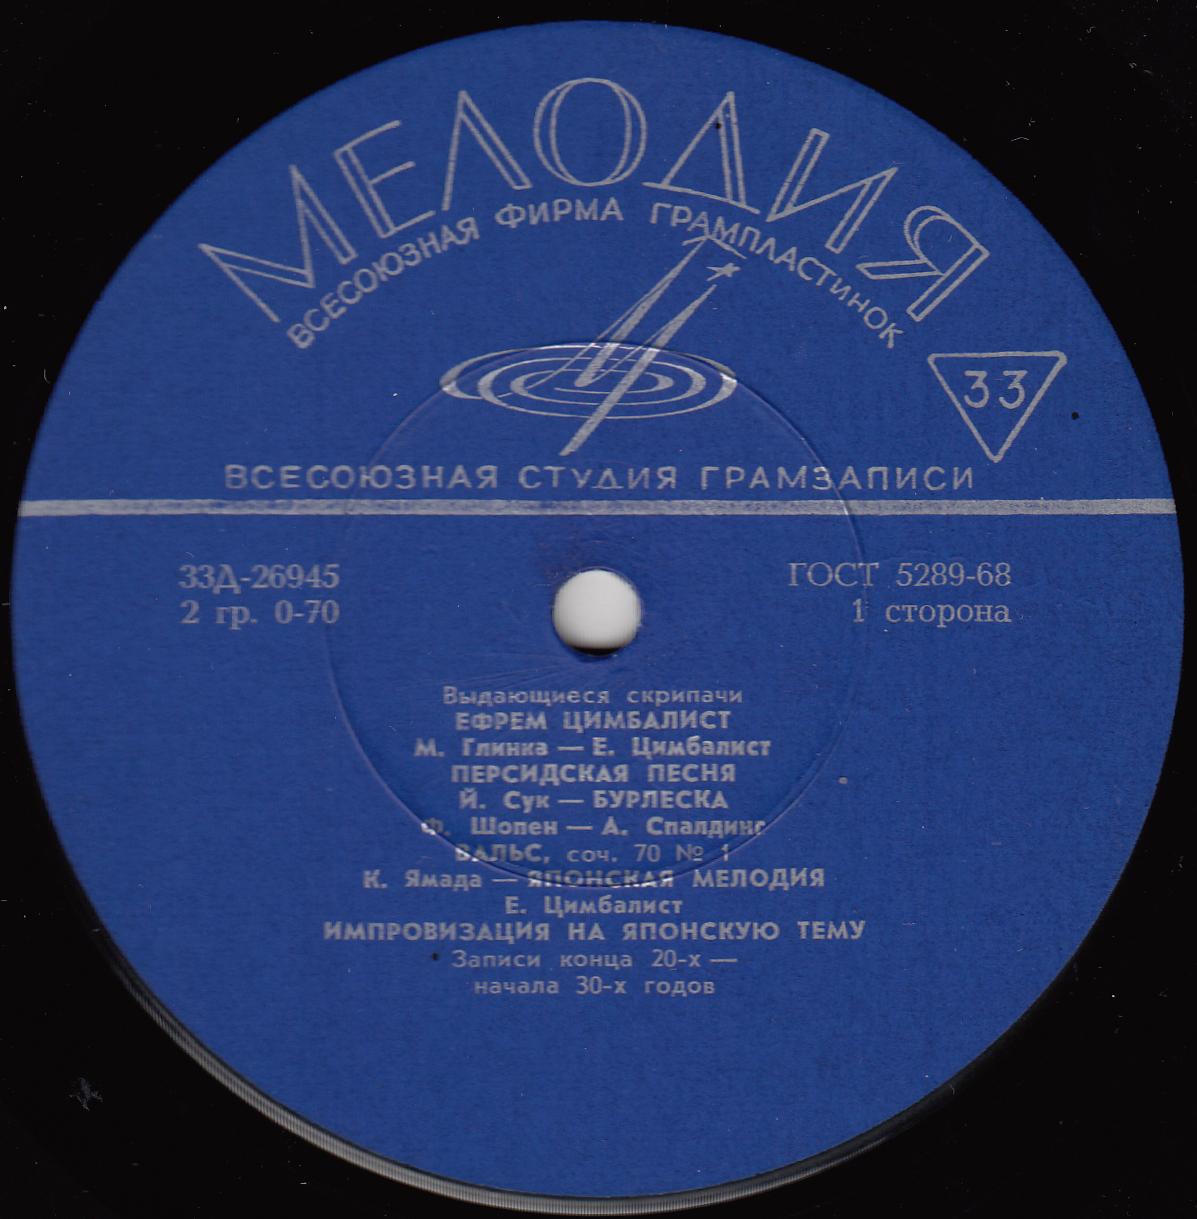 МЕЛОДИЯ
ВСЕСОЮЗНАЯ ФИРМА ГРАМПЛАСТИНОК
33
ВСЕСОЮЗНАЯ СТУДИЯ ГРАМЗАПИСИ
33Д-26945
2 гр. 0-70
ГОСТ 5289-68
1 сторона
Выдающиеся скрипачи
ЕФРЕМ ЦИМБАЛИСТ
М. Глинка — Е. Цимбалист
ПЕРСИДСКАЯ ПЕСНЯ
Й. Сук — БУРЛЕСКА
Ф. Шопен — А. Спалдинг
ВАЛЬС, соч. 70 № 1
К. Ямада — ЯПОНСКАЯ МЕЛОДИЯ
Е. Цимбалист
ИМПРОВИЗАЦИЯ НА ЯПОНСКУЮ ТЕМУ
Записи конца 20-х —
начала 30-х годов